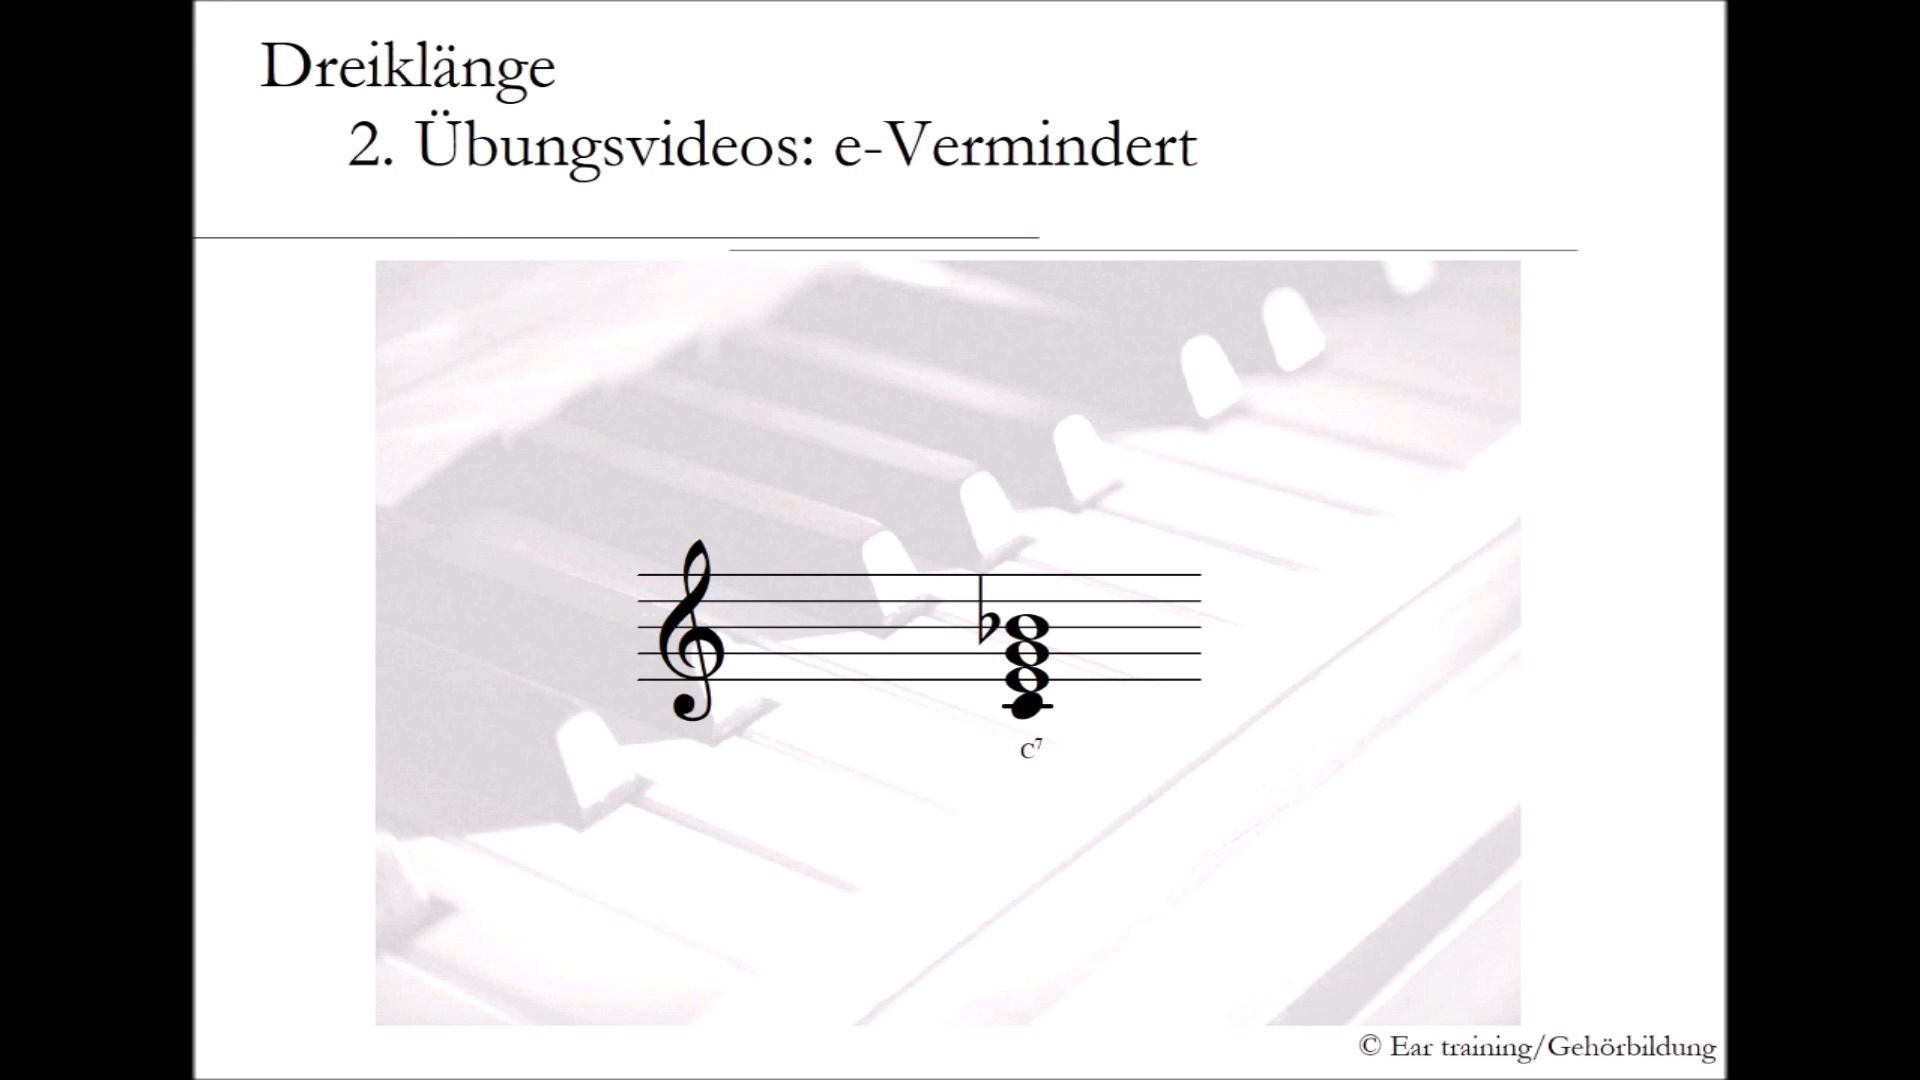 Dreiklänge
2. Übungsvideos: e-Vermindert
C⁷
© Ear training/Gehörbildung